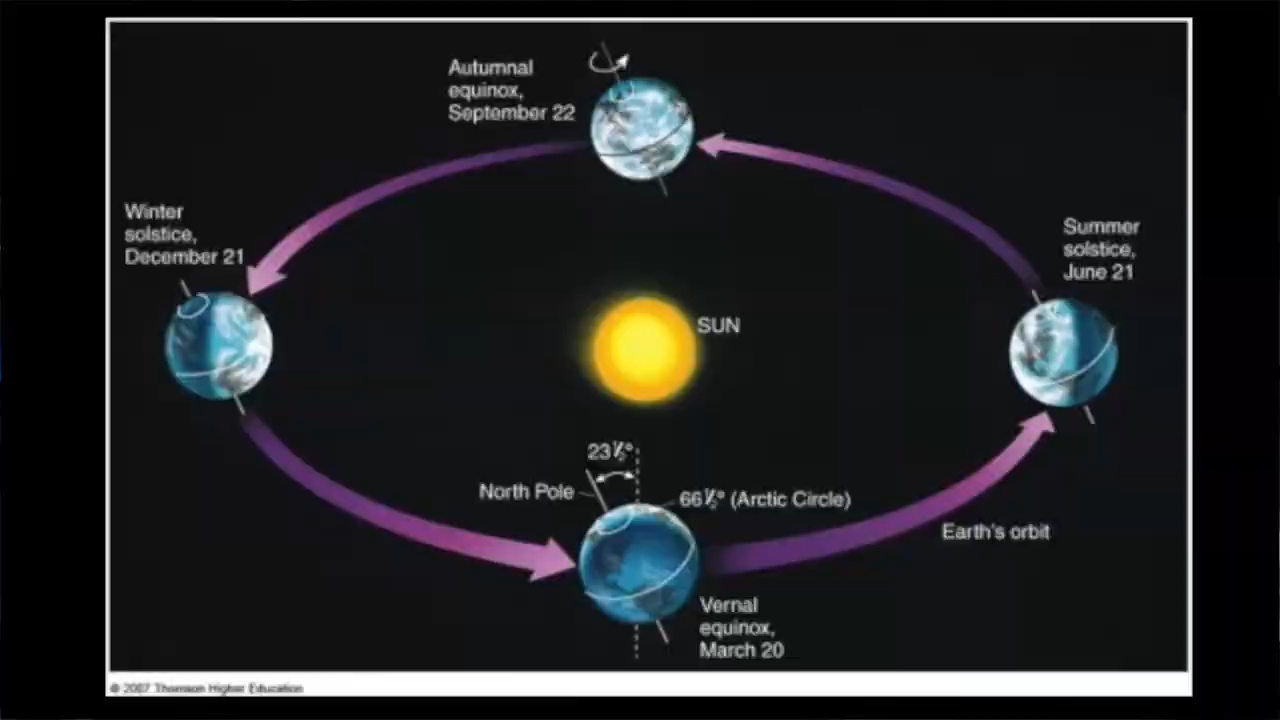 Autumnal
equinox,
September 22
Winter
solstice,
December 21
Summer
solstice,
June 21
SUN
23½°
North Pole
66½° (Arctic Circle)
Earth's orbit
Vernal
equinox,
March 20
© 2007 Thomson Higher Education